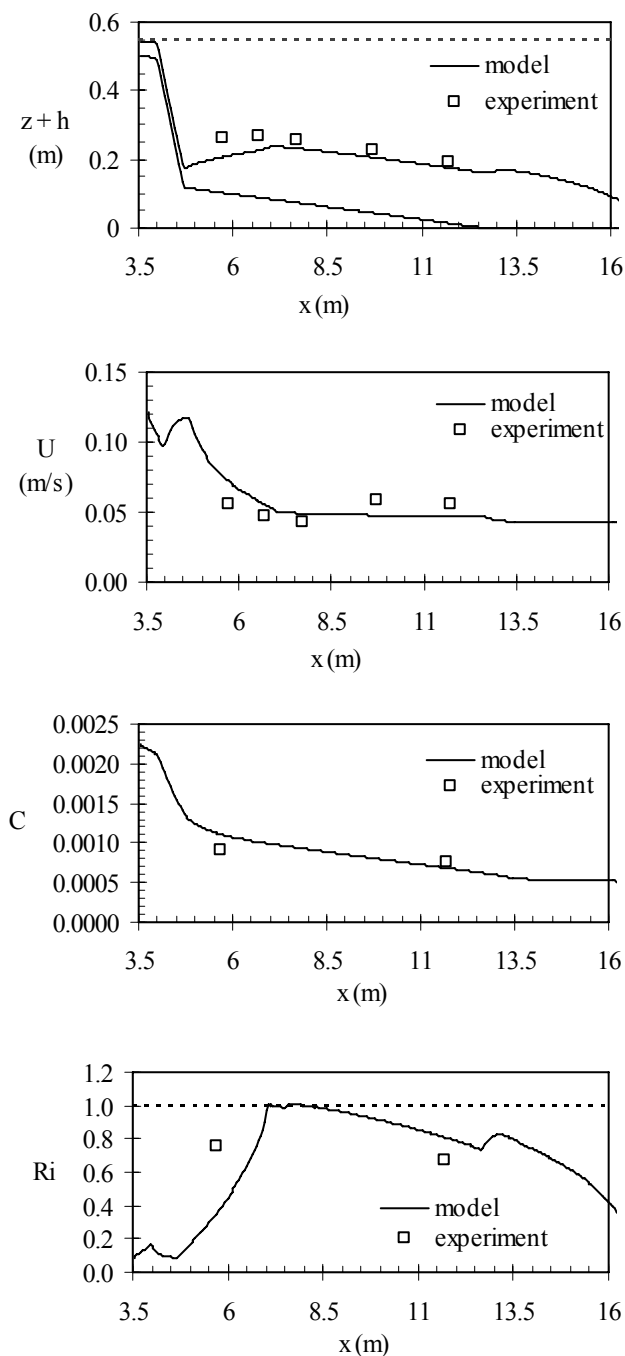 0.6
0.4
0.2
0
z + h
(m)
model
experiment
3.5 6 8.5 11 13.5 16
x (m)
0.15
0.10
0.05
0.00
U
(m/s)
model
experiment
3.5 6 8.5 11 13.5 16
x (m)
0.0025
0.0020
0.0015
0.0010
0.0005
0.0000
C
model
experiment
3.5 6 8.5 11 13.5 16
x (m)
1.2
1.0
0.8
0.6
0.4
0.2
0.0
Ri
model
experiment
3.5 6 8.5 11 13.5 16
x (m)